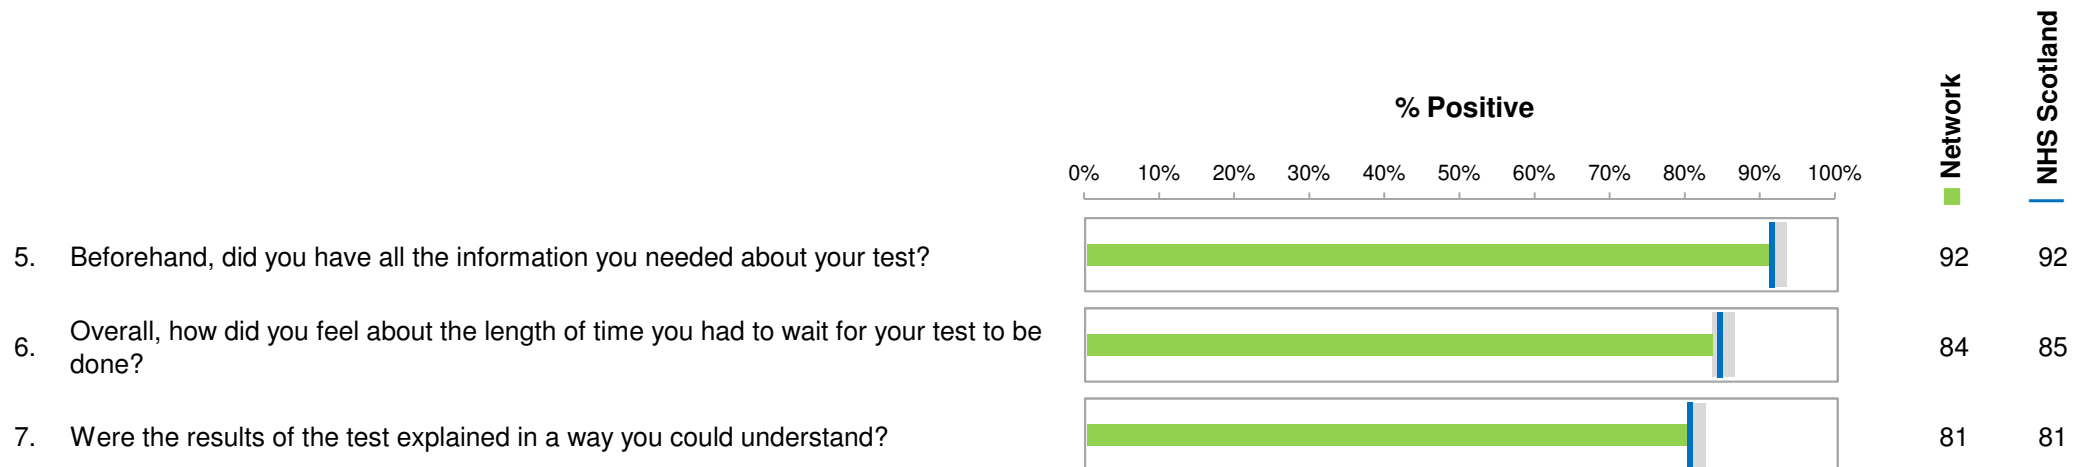 % Positive
Network
NHS Scotland
0% 10% 20% 30% 40% 50% 60% 70% 80% 90% 100%
5. Beforehand, did you have all the information you needed about your test? 92 92
6. Overall, how did you feel about the length of time you had to wait for your test to be
done? 84 85
7. Were the results of the test explained in a way you could understand? 81 81